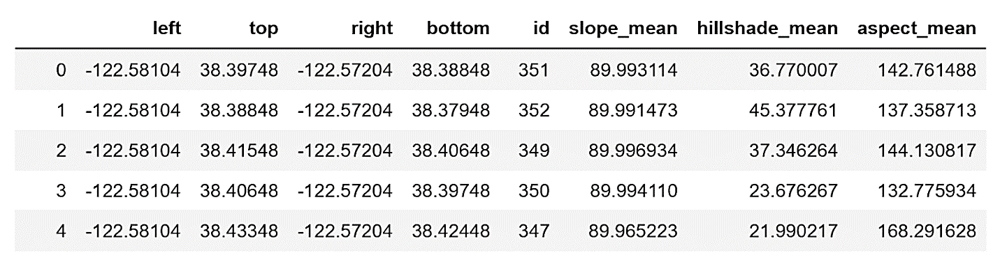 left top right bottom id slope_mean hillshade_mean aspect_mean
0 -122.58104 38.39748 -122.57204 38.38848 351 89.993114 36.770007 142.761488
1 -122.58104 38.38848 -122.57204 38.37948 352 89.991473 45.377761 137.358713
2 -122.58104 38.41548 -122.57204 38.40648 349 89.996934 37.346264 144.130817
3 -122.58104 38.40648 -122.57204 38.39748 350 89.994110 23.676267 132.775934
4 -122.58104 38.43348 -122.57204 38.42448 347 89.965223 21.990217 168.291628